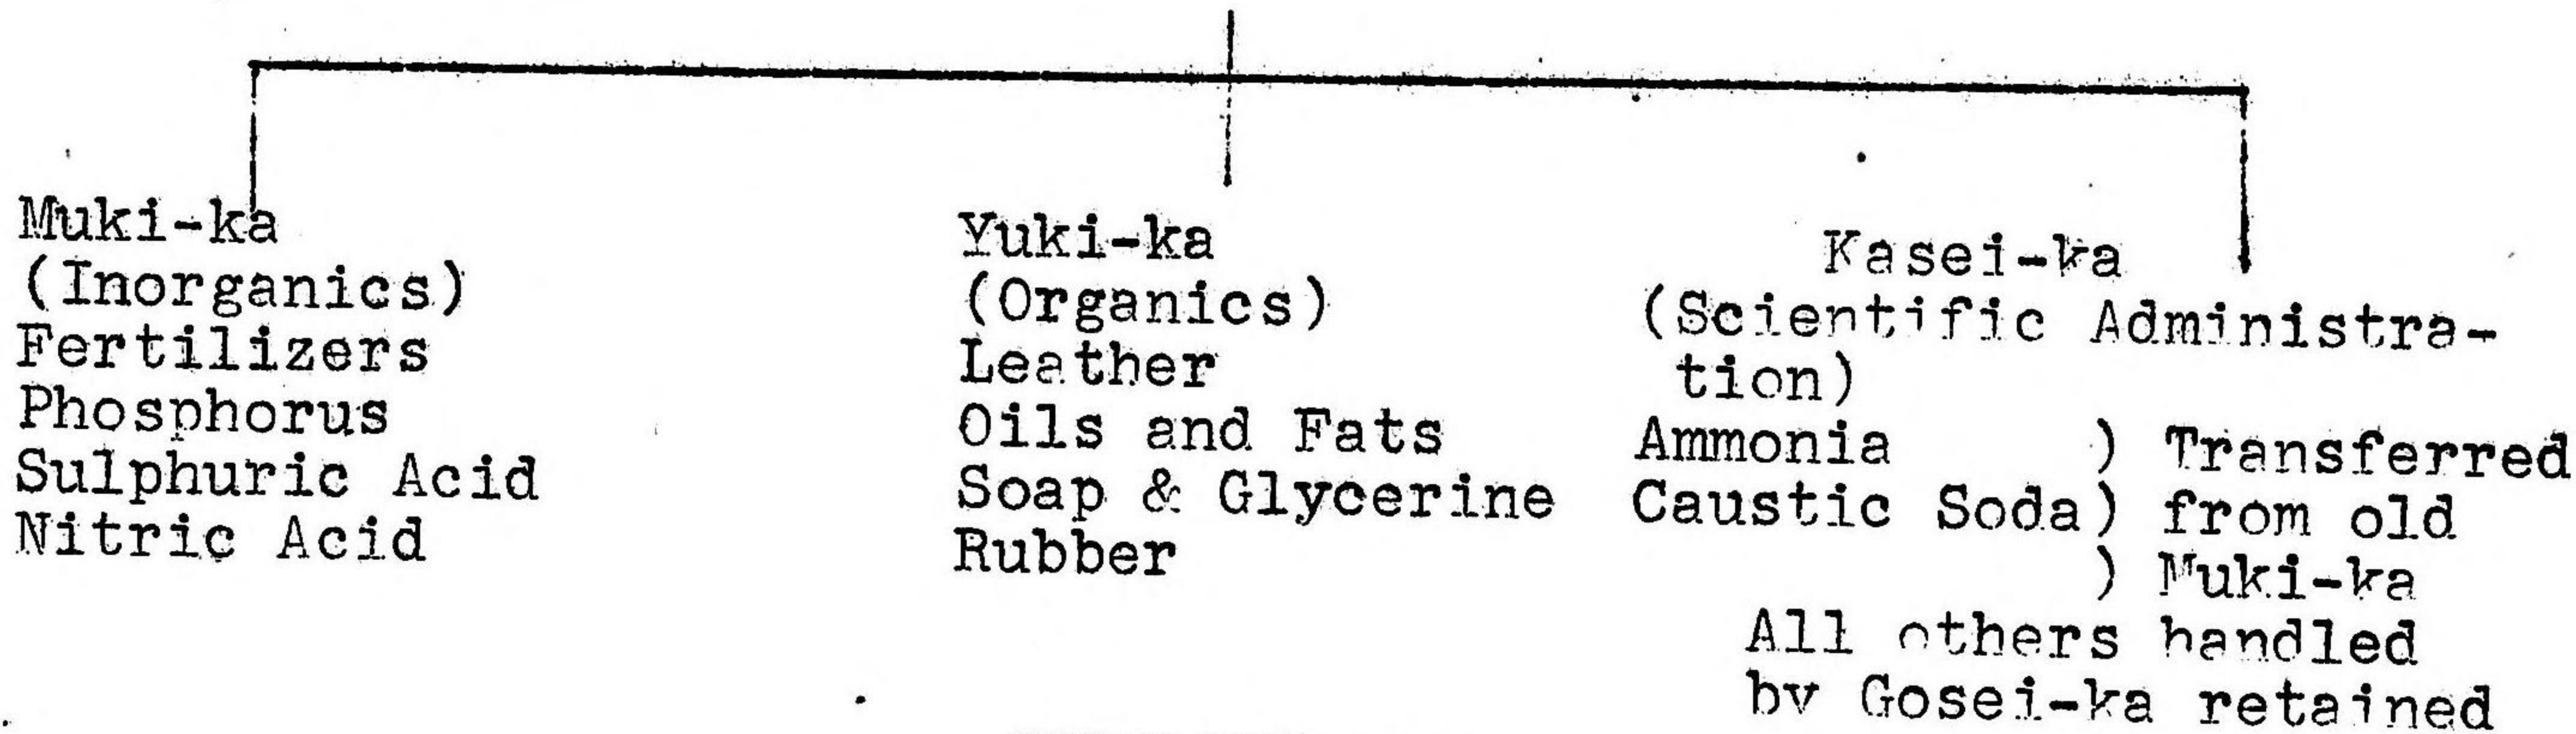 Muki-ka
(Inorganics)
Fertilizers
Phosphorus
Sulphuric Acid
Nitric Acid
Yuki-ka
(Organics)
Leather
Oils and Fats
Soap & Glycerine
Rubber
Kasei-ka
(Scientific Administra-
tion)
Ammonia ) Transferred
Caustic Soda) from old
) Muki-ka
All others handled
by Gosei-ka retained